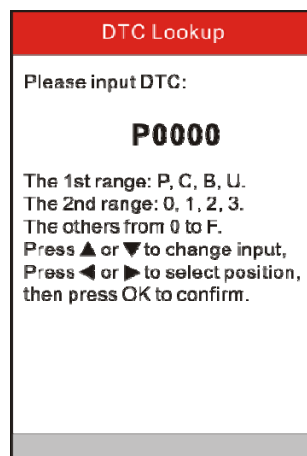 DTC Lookup
Please input DTC:
P0000
The 1st range: P, C, B, U.
The 2nd range: 0, 1, 2, 3.
The others from 0 to F.
Press ▲ or ▼ to change input,
Press ◀ or ▶ to select position,
then press OK to confirm.